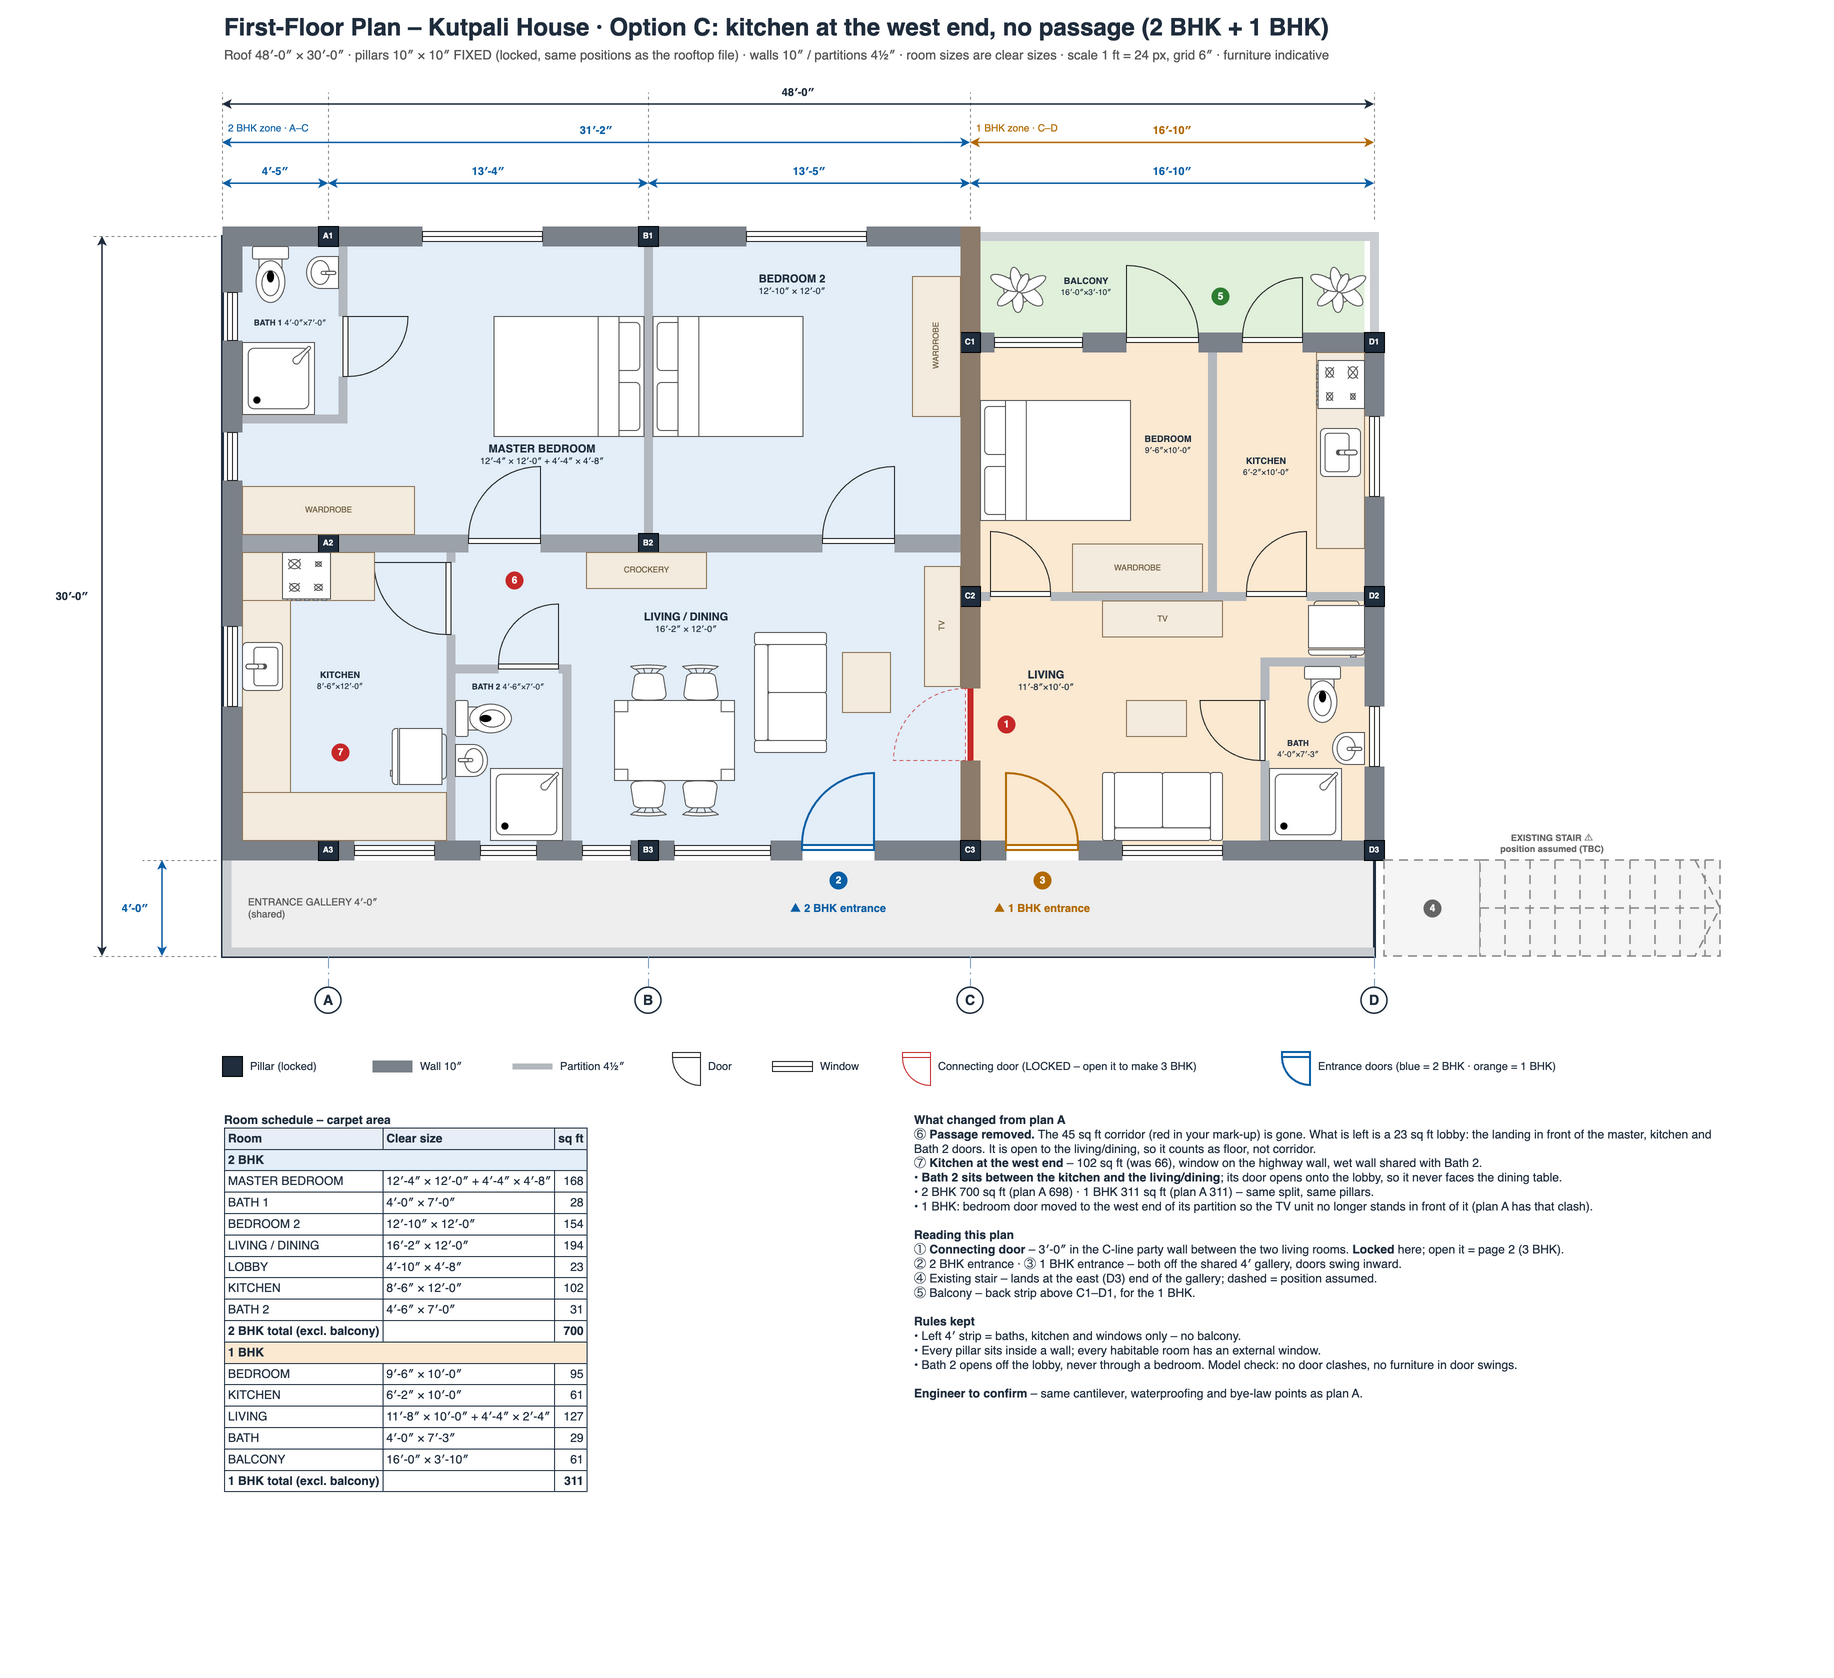 First-Floor Plan – Kutpali House · Option C: kitchen at the west end, no passage (2 BHK + 1 BHK)
Roof 48′-0″ × 30′-0″ · pillars 10″ × 10″ FIXED (locked, same positions as the rooftop file) · walls 10″ / partitions 4½″ · room sizes are clear sizes · scale 1 ft = 24 px, grid 6″ · furniture indicative
48′-0″
2 BHK zone · A–C
31′-2″
1 BHK zone · C–D
16′-10″
4′-5″
13′-4″
13′-5″
16′-10″
A1
B1
BEDROOM 2
12′-10″ × 12′-0″
BALCONY
16′-0″×3′-10″
5
BATH 1 4′-0″×7′-0″
WARDROBE
C1
D1
MASTER BEDROOM
12′-4″ × 12′-0″ + 4′-4″ × 4′-8″
BEDROOM
9′-6″×10′-0″
KITCHEN
6′-2″×10′-0″
WARDROBE
A2
B2
CROCKERY
6
WARDROBE
C2
D2
30′-0″
LIVING / DINING
16′-2″ × 12′-0″
TV
TV
KITCHEN
8′-6″×12′-0″
BATH 2 4′-6″×7′-0″
LIVING
11′-8″×10′-0″
1
7
BATH
4′-0″×7′-3″
A3
B3
C3
D3
EXISTING STAIR ⚠
position assumed (TBC)
4′-0″
ENTRANCE GALLERY 4′-0″
(shared)
2
▲ 2 BHK entrance
3
▲ 1 BHK entrance
4
A
B
C
D
Pillar (locked)
Wall 10″
Partition 4½″
Door
Window
Connecting door (LOCKED – open it to make 3 BHK)
Entrance doors (blue = 2 BHK · orange = 1 BHK)
Room schedule – carpet area
Room Clear size sq ft
2 BHK
MASTER BEDROOM 12′-4″ × 12′-0″ + 4′-4″ × 4′-8″ 168
BATH 1 4′-0″ × 7′-0″ 28
BEDROOM 2 12′-10″ × 12′-0″ 154
LIVING / DINING 16′-2″ × 12′-0″ 194
LOBBY 4′-10″ × 4′-8″ 23
KITCHEN 8′-6″ × 12′-0″ 102
BATH 2 4′-6″ × 7′-0″ 31
2 BHK total (excl. balcony) 700
1 BHK
BEDROOM 9′-6″ × 10′-0″ 95
KITCHEN 6′-2″ × 10′-0″ 61
LIVING 11′-8″ × 10′-0″ + 4′-4″ × 2′-4″ 127
BATH 4′-0″ × 7′-3″ 29
BALCONY 16′-0″ × 3′-10″ 61
1 BHK total (excl. balcony) 311
What changed from plan A
⑥ Passage removed. The 45 sq ft corridor (red in your mark-up) is gone. What is left is a 23 sq ft lobby: the landing in front of the master, kitchen and
Bath 2 doors. It is open to the living/dining, so it counts as floor, not corridor.
⑦ Kitchen at the west end – 102 sq ft (was 66), window on the highway wall, wet wall shared with Bath 2.
• Bath 2 sits between the kitchen and the living/dining; its door opens onto the lobby, so it never faces the dining table.
• 2 BHK 700 sq ft (plan A 698) · 1 BHK 311 sq ft (plan A 311) – same split, same pillars.
• 1 BHK: bedroom door moved to the west end of its partition so the TV unit no longer stands in front of it (plan A has that clash).
Reading this plan
① Connecting door – 3′-0″ in the C-line party wall between the two living rooms. Locked here; open it = page 2 (3 BHK).
② 2 BHK entrance · ③ 1 BHK entrance – both off the shared 4′ gallery, doors swing inward.
④ Existing stair – lands at the east (D3) end of the gallery; dashed = position assumed.
⑤ Balcony – back strip above C1–D1, for the 1 BHK.
Rules kept
• Left 4′ strip = baths, kitchen and windows only – no balcony.
• Every pillar sits inside a wall; every habitable room has an external window.
• Bath 2 opens off the lobby, never through a bedroom. Model check: no door clashes, no furniture in door swings.
Engineer to confirm – same cantilever, waterproofing and bye-law points as plan A.